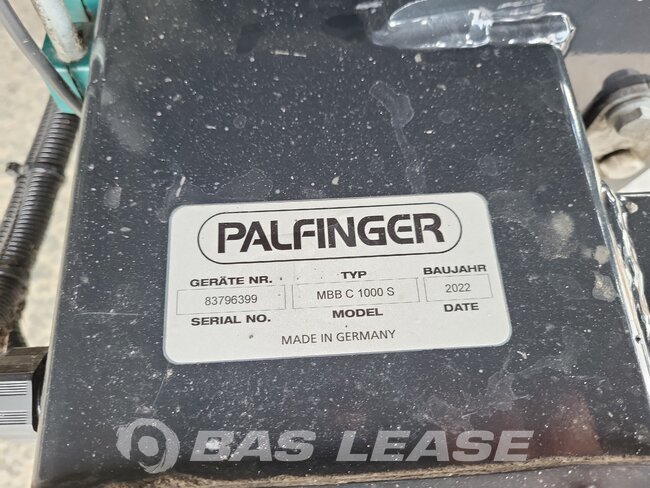 PALFINGER
GERÄTE NR. TYP BAUJAHR
83796399 MBB C 1000 S 2022
SERIAL NO. MODEL DATE
MADE IN GERMANY
BAS LEASE